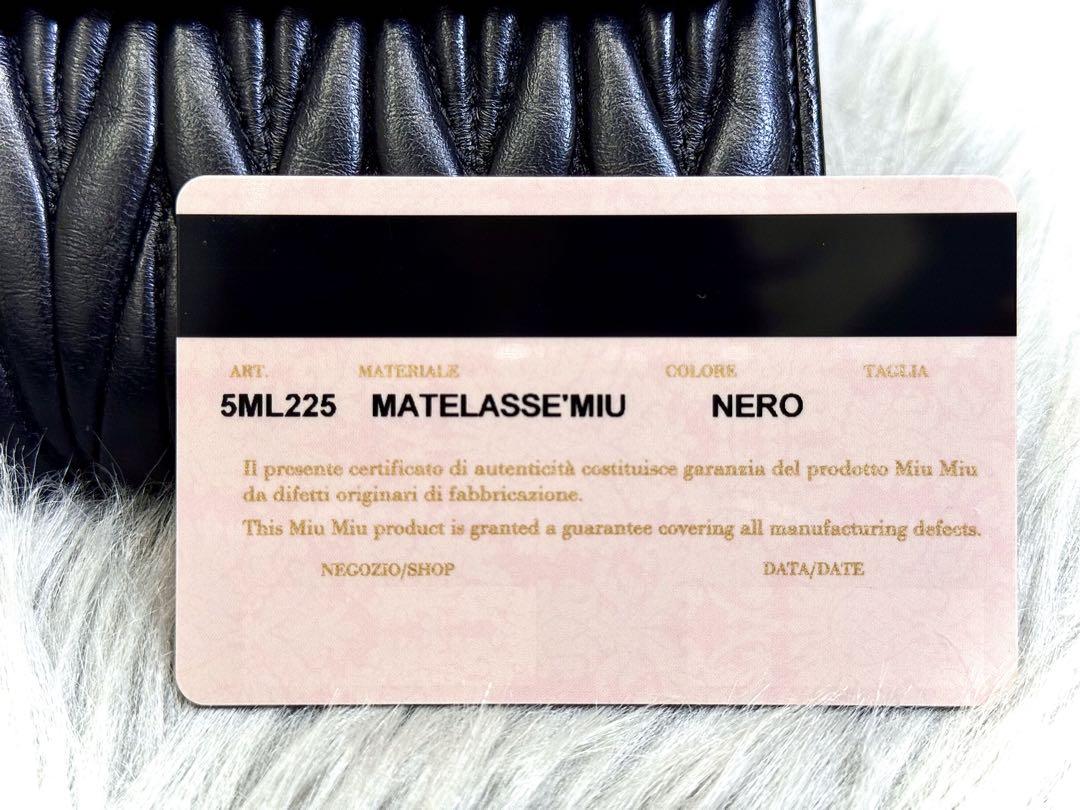 ART. MATERIALE COLORE TAGLIA
5ML225 MATELASSE'MIU NERO
Il presente certificato di autenticità costituisce garanzia del prodotto Miu Miu
da difetti originari di fabbricazione.
This Miu Miu product is granted a guarantee covering all manufacturing defects.
NEGOZIO/SHOP DATA/DATE